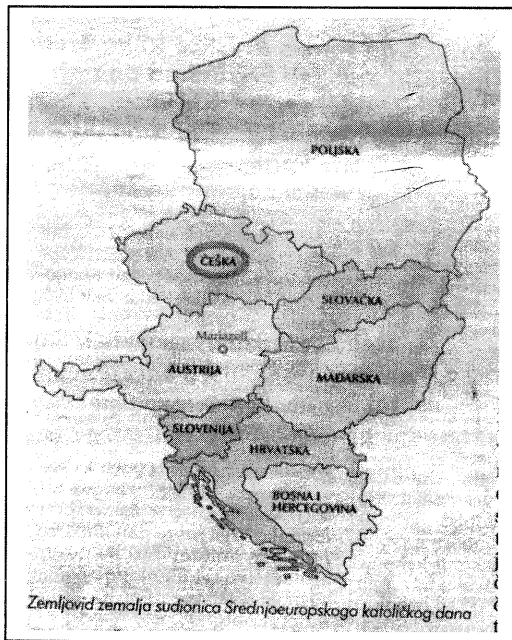 POLJSKA
ČEŠKA
SLOVAČKA
Mariazell
AUSTRIJA
MAĐARSKA
SLOVENIJA
HRVATSKA
BOSNA I
HERCEGOVINA
Zemljovid zemalja sudionica Srednjoeuropskoga katoličkog dana